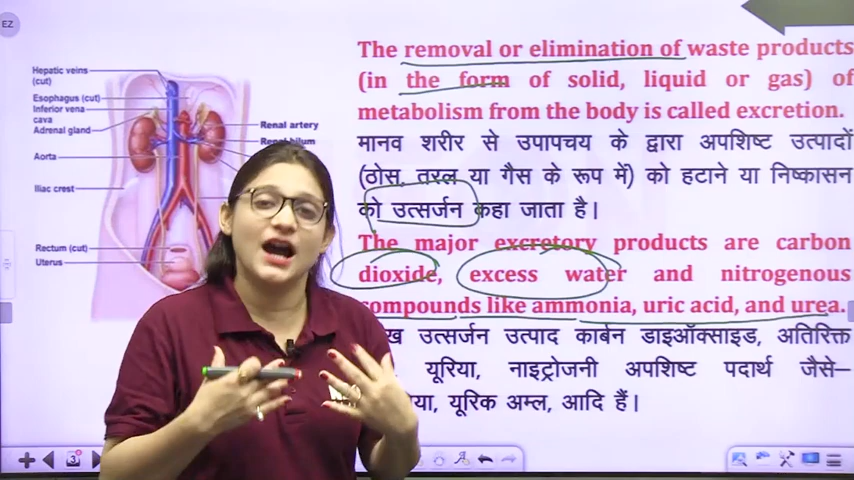 EZ
Hepatic veins
(cut)
Esophagus (cut)
Inferior vena
cava
Adrenal gland
Aorta
Iliac crest
Rectum (cut)
Uterus
Renal artery
Renal hilum
The removal or elimination of waste products
(in the form of solid, liquid or gas) of
metabolism from the body is called excretion.
मानव शरीर से उपापचय के द्वारा अपशिष्ट उत्पादों
(ठोस, तरल या गैस के रूप में) को हटाने या निष्कासन
को उत्सर्जन कहा जाता है।
The major excretory products are carbon
dioxide, excess water and nitrogenous
compounds like ammonia, uric acid, and urea.
उत्सर्जन उत्पाद कार्बन डाइऑक्साइड, अतिरिक्त
यूरिया, नाइट्रोजनी अपशिष्ट पदार्थ जैसे–
यूरिक अम्ल, आदि हैं।
3